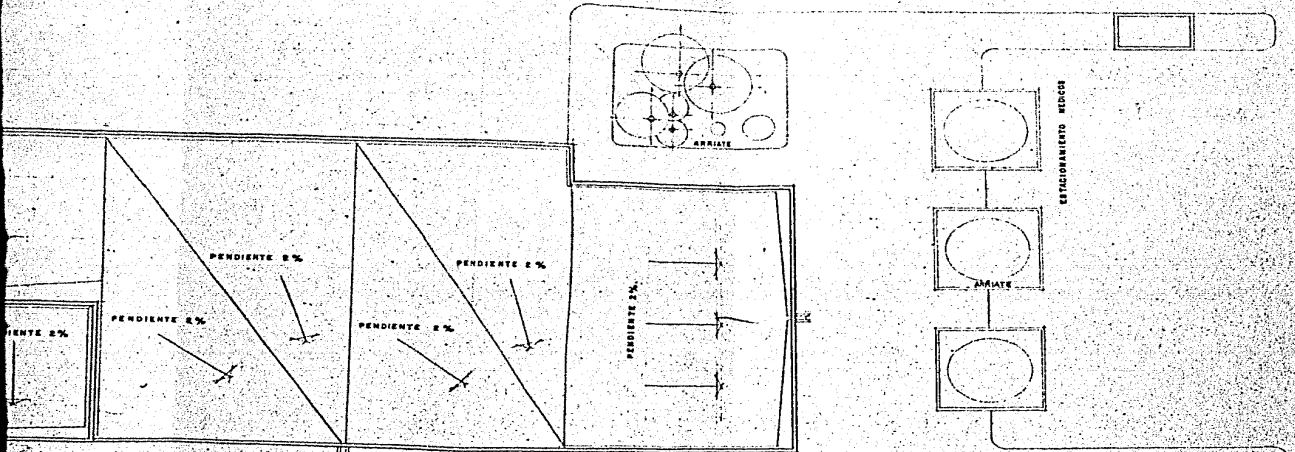 ARRIATE
ESTACIONAMIENTO MEDICOS
PENDIENTE 2%
PENDIENTE 2%
PENDIENTE 2%
ARRIATE
PENDIENTE 2%
PENDIENTE 2%
IENTE 2%